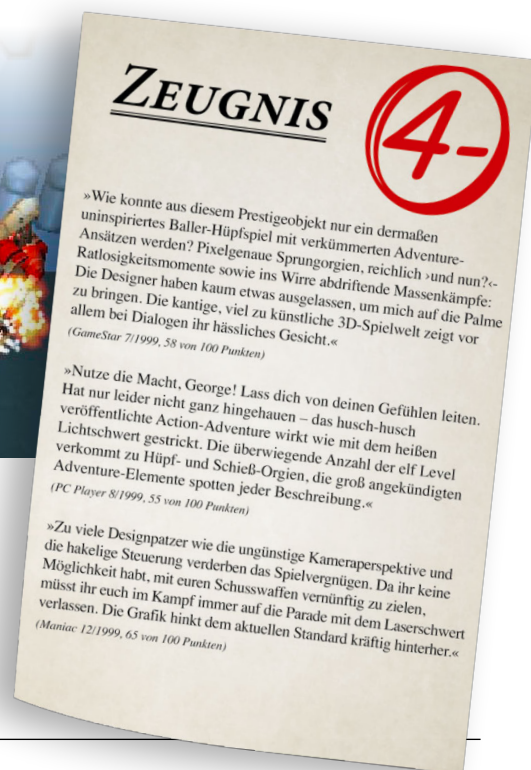 ZEUGNIS
4-
»Wie konnte aus diesem Prestigeobjekt nur ein dermaßen
uninspiriertes Baller-Hüpfspiel mit verkümmerten Adventure-
Ansätzen werden? Pixelgenaue Sprungorgien, reichlich ›und nun?‹-
Ratlosigkeitsmomente sowie ins Wirre abdriftende Massenkämpfe:
Die Designer haben kaum etwas ausgelassen, um mich auf die Palme
zu bringen. Die kantige, viel zu künstliche 3D-Spielwelt zeigt vor
allem bei Dialogen ihr hässliches Gesicht.«
(GameStar 7/1999, 58 von 100 Punkten)
»Nutze die Macht, George! Lass dich von deinen Gefühlen leiten.
Hat nur leider nicht ganz hingehauen – das husch-husch
veröffentlichte Action-Adventure wirkt wie mit dem heißen
Lichtschwert gestrickt. Die überwiegende Anzahl der elf Level
verkommt zu Hüpf- und Schieß-Orgien, die groß angekündigten
Adventure-Elemente spotten jeder Beschreibung.«
(PC Player 8/1999, 55 von 100 Punkten)
»Zu viele Designpatzer wie die ungünstige Kameraperspektive und
die hakelige Steuerung verderben das Spielvergnügen. Da ihr keine
Möglichkeit habt, mit euren Schusswaffen vernünftig zu zielen,
müsst ihr euch im Kampf immer auf die Parade mit dem Laserschwert
verlassen. Die Grafik hinkt dem aktuellen Standard kräftig hinterher.«
(Maniac 12/1999, 65 von 100 Punkten)